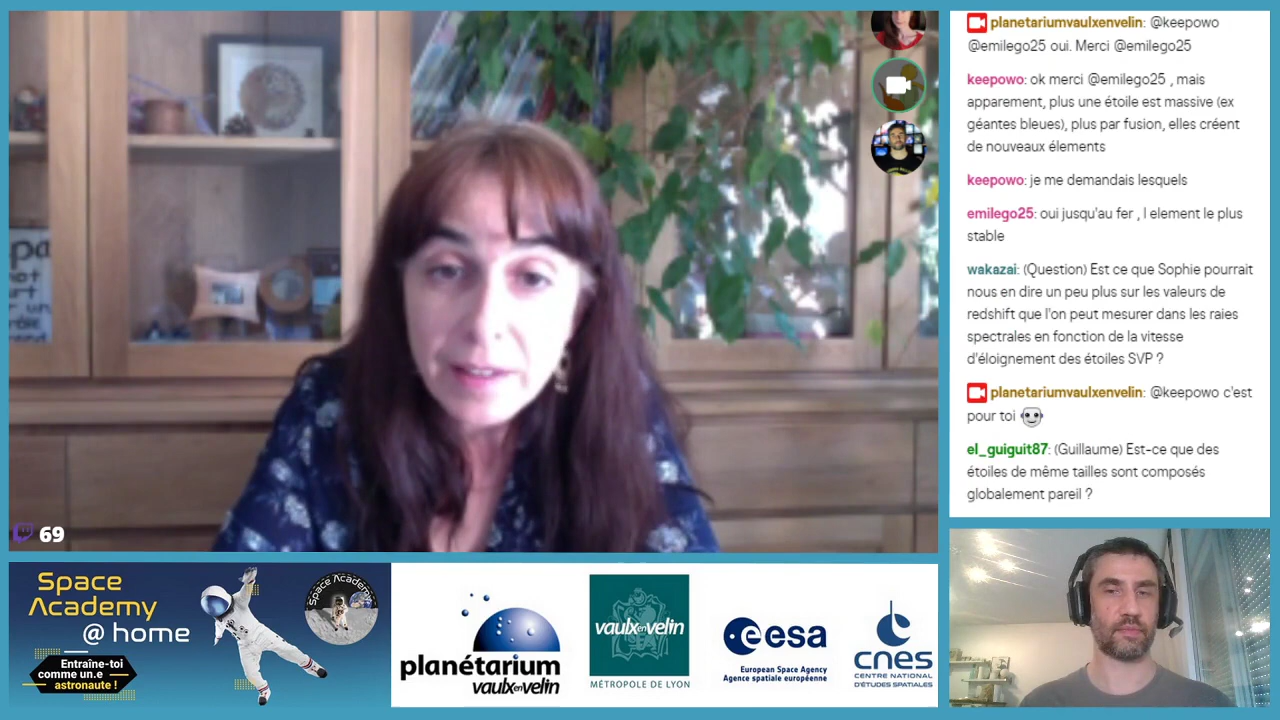 planetariumvaulxenvelin: @keepowo
@emilego25 oui. Merci @emilego25
keepowo: ok merci @emilego25 , mais
apparement, plus une étoile est massive (ex
géantes bleues), plus par fusion, elles créent
de nouveaux élements
keepowo: je me demandais lesquels
emilego25: oui jusqu'au fer , l element le plus
stable
wakazai: (Question) Est ce que Sophie pourrait
nous en dire un peu plus sur les valeurs de
redshift que l'on peut mesurer dans les raies
spectrales en fonction de la vitesse
d'éloignement des étoiles SVP ?
planetariumvaulxenvelin: @keepowo c'est
pour toi
el_guiguit87: (Guillaume) Est-ce que des
étoiles de même tailles sont composés
globalement pareil ?
69
Space
Academy
@ home
Entraîne-toi
comme un.e
astronaute !
Space Academy
planétarium
vaulx en velin
vaulx en velin
MÉTROPOLE DE LYON
esa
European Space Agency
Agence spatiale européenne
cnes
CENTRE NATIONAL
D'ÉTUDES SPATIALES